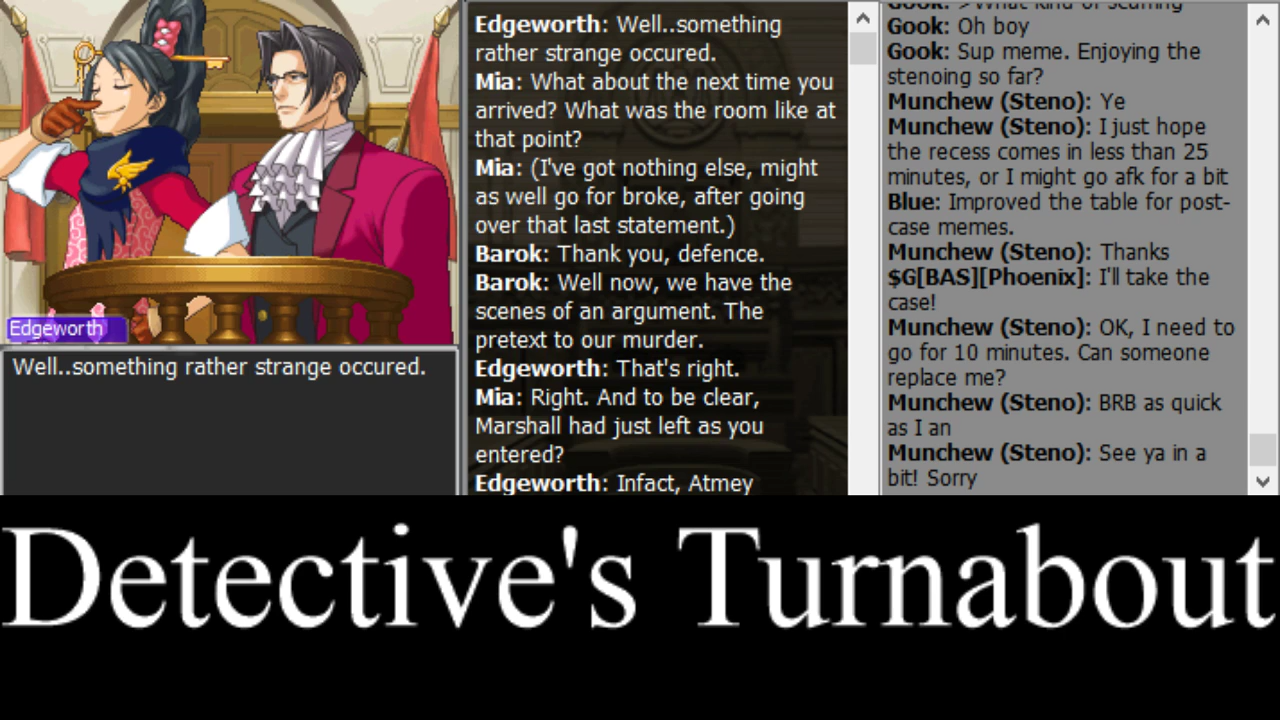 Edgeworth
Well..something rather strange occured.
Edgeworth: Well..something
rather strange occured.
Mia: What about the next time you
arrived? What was the room like at
that point?
Mia: (I've got nothing else, might
as well go for broke, after going
over that last statement.)
Barok: Thank you, defence.
Barok: Well now, we have the
scenes of an argument. The
pretext to our murder.
Edgeworth: That's right.
Mia: Right. And to be clear,
Marshall had just left as you
entered?
Edgeworth: Infact, Atmey
Gook: Oh boy
Gook: Sup meme. Enjoying the
stenoing so far?
Munchew (Steno): Ye
Munchew (Steno): I just hope
the recess comes in less than 25
minutes, or I might go afk for a bit
Blue: Improved the table for post-
case memes.
Munchew (Steno): Thanks
$G[BAS][Phoenix]: I'll take the
case!
Munchew (Steno): OK, I need to
go for 10 minutes. Can someone
replace me?
Munchew (Steno): BRB as quick
as I an
Munchew (Steno): See ya in a
bit! Sorry
Detective's Turnabout